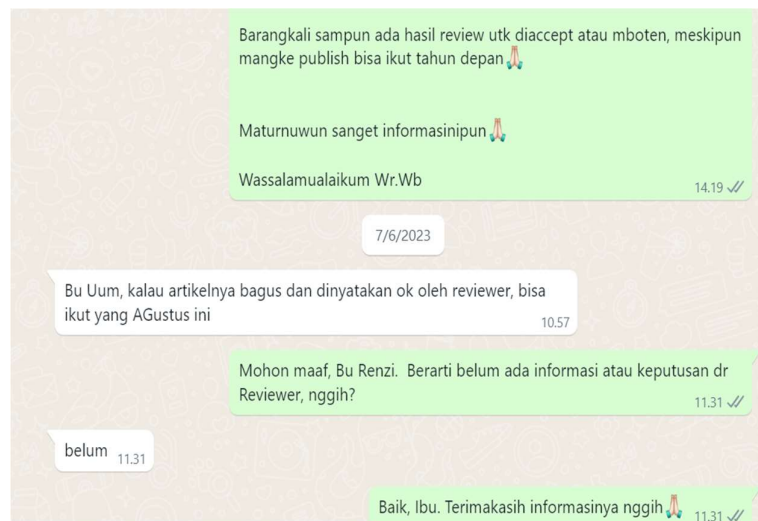 Barangkali sampun ada hasil review utk diaccept atau mboten, meskipun
mangke publish bisa ikut tahun depan🙏🏻
Maturnuwun sanget informasinipun🙏🏻
Wassalamualaikum Wr.Wb
14.19
7/6/2023
Bu Uum, kalau artikelnya bagus dan dinyatakan ok oleh reviewer, bisa
ikut yang AGustus ini
10.57
Mohon maaf, Bu Renzi.  Berarti belum ada informasi atau keputusan dr
Reviewer, nggih?
11.31
belum 11.31
Baik, Ibu. Terimakasih informasinya nggih🙏🏻 11.31